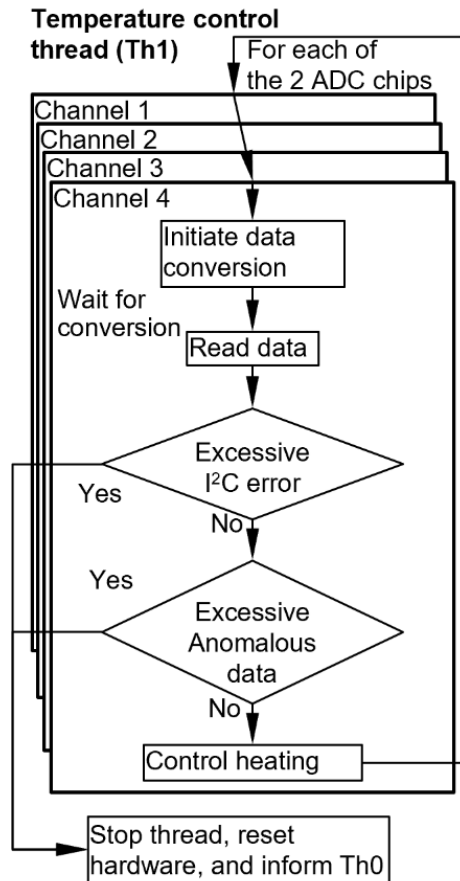 Temperature control
thread (Th1)
For each of
the 2 ADC chips
Channel 1
Channel 2
Channel 3
Channel 4
Initiate data
conversion
Wait for
conversion
Read data
Excessive
I²C error
Yes
No
Yes
Excessive
Anomalous
data
No
Control heating
Stop thread, reset
hardware, and inform Th0